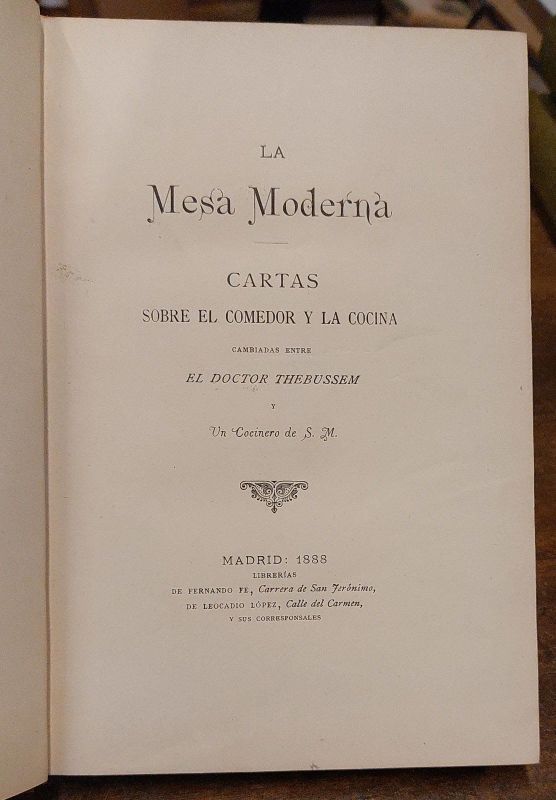 LA
Mesa Moderna
CARTAS
SOBRE EL COMEDOR Y LA COCINA
CAMBIADAS ENTRE
EL DOCTOR THEBUSSEM
Y
Un Cocinero de S. M.
MADRID: 1888
LIBRERÍAS
DE FERNANDO FÉ, Carrera de San Jerónimo,
DE LEOCADIO LÓPEZ, Calle del Carmen,
Y SUS CORRESPONSALES